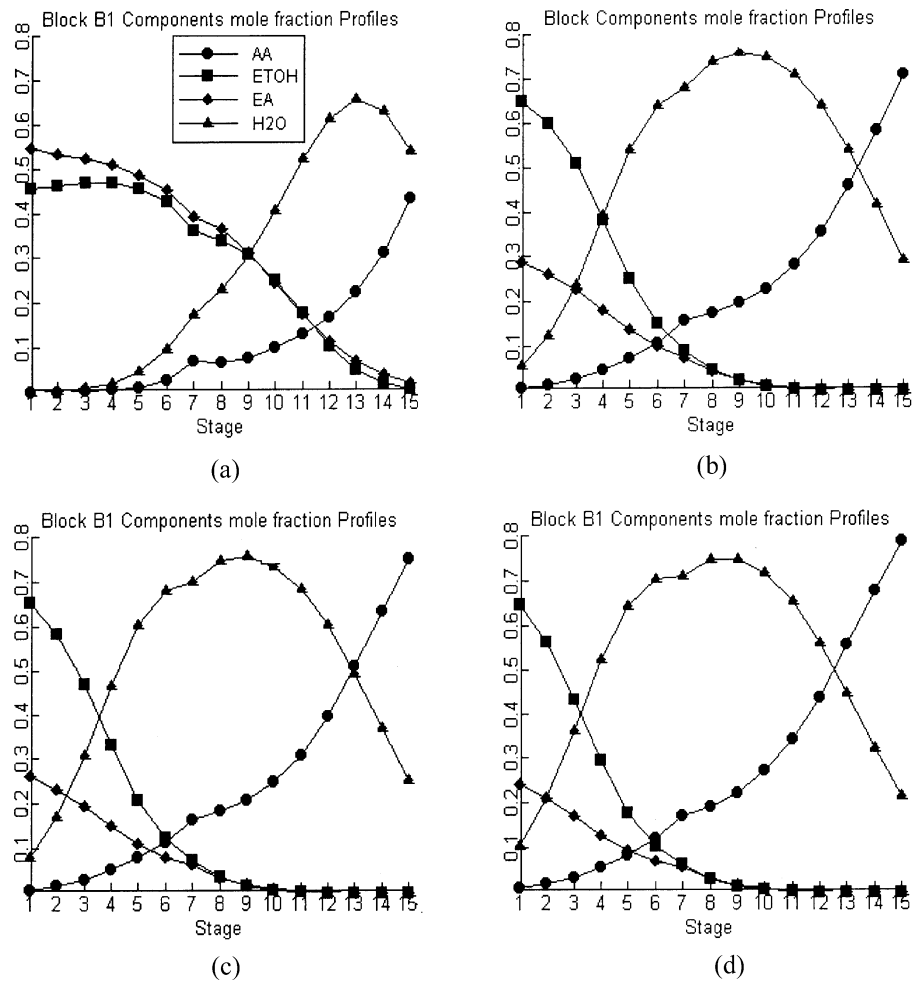 Block B1 Components mole fraction Profiles
AA
ETOH
EA
H2O
0.8
0.7
0.6
0.5
0.4
0.3
0.2
0.1
1 2 3 4 5 6 7 8 9 10 11 12 13 14 15
Stage
(a)
Block Components mole fraction Profiles
0.8
0.7
0.6
0.5
0.4
0.3
0.2
0.1
1 2 3 4 5 6 7 8 9 10 11 12 13 14 15
Stage
(b)
Block B1 Components mole fraction Profiles
0.8
0.7
0.6
0.5
0.4
0.3
0.2
0.1
1 2 3 4 5 6 7 8 9 10 11 12 13 14 15
Stage
(c)
Block B1 Components mole fraction Profiles
0.8
0.7
0.6
0.5
0.4
0.3
0.2
0.1
1 2 3 4 5 6 7 8 9 10 11 12 13 14 15
Stage
(d)